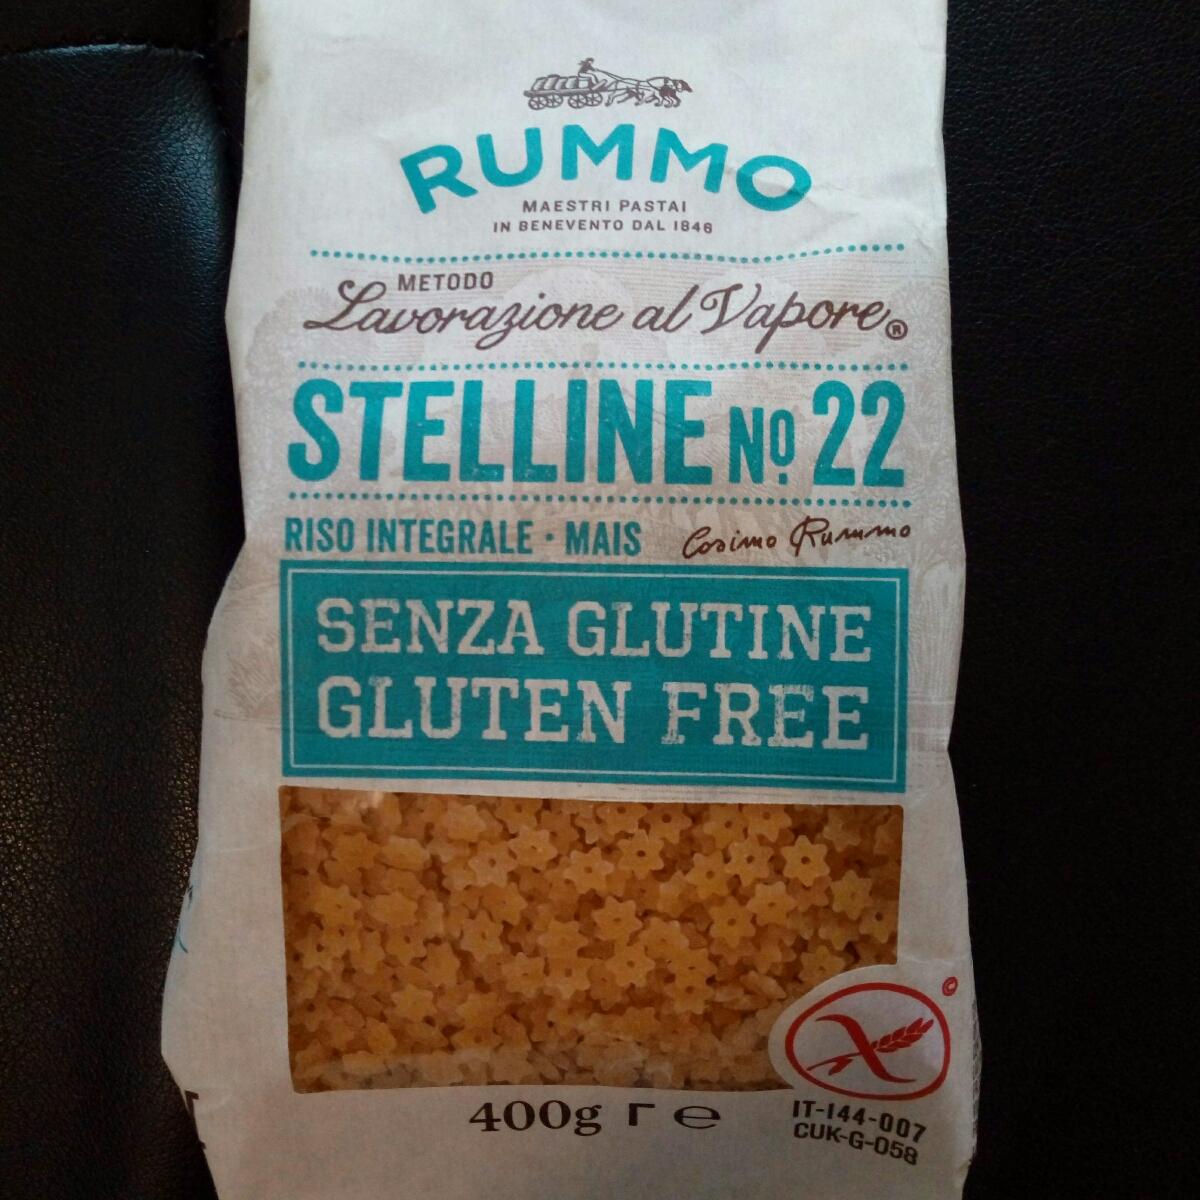 RUMMO
MAESTRI PASTAI
IN BENEVENTO DAL 1846
METODO
Lavorazione al Vapore ®
STELLINE No 22
RISO INTEGRALE · MAIS
Cosimo Rummo
SENZA GLUTINE
GLUTEN FREE
©
400g г e
IT-144-007
CUK-G-058